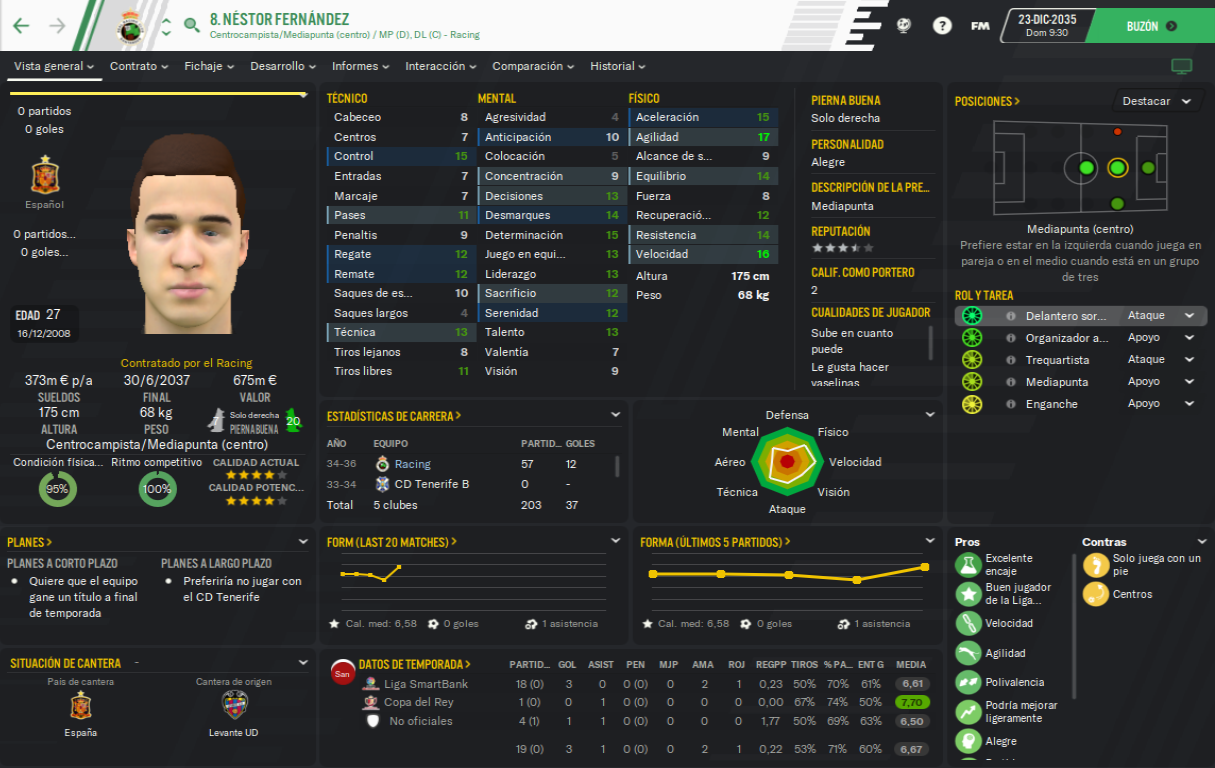 8. NÉSTOR FERNÁNDEZ
Centrocampista/Mediapunta (centro) / MP (D), DL (C) - Racing
FM
23-DIC-2035
Dom 9:30
BUZÓN
Vista general
Contrato
Fichaje
Desarrollo
Informes
Interacción
Comparación
Historial
0 partidos
0 goles
Español
0 partidos...
0 goles...
EDAD 27
16/12/2008
Contratado por el Racing
373m € p/a 30/6/2037 675m €
SUELDOS FINAL VALOR
175 cm 68 kg 7 Solo derecha 20
ALTURA PESO PIERNA BUENA
Centrocampista/Mediapunta (centro)
Condición física... Ritmo competitivo CALIDAD ACTUAL
95% 100%
CALIDAD POTENC...
TÉCNICO
Cabeceo 8
Centros 7
Control 15
Entradas 7
Marcaje 7
Pases 11
Penaltis 9
Regate 12
Remate 12
Saques de es... 10
Saques largos 4
Técnica 13
Tiros lejanos 8
Tiros libres 11
MENTAL
Agresividad 4
Anticipación 10
Colocación 5
Concentración 9
Decisiones 13
Desmarques 14
Determinación 15
Juego en equi... 13
Liderazgo 13
Sacrificio 12
Serenidad 12
Talento 13
Valentía 7
Visión 9
FÍSICO
Aceleración 15
Agilidad 17
Alcance de s... 9
Equilibrio 14
Fuerza 8
Recuperació... 12
Resistencia 14
Velocidad 16
Altura 175 cm
Peso 68 kg
PIERNA BUENA
Solo derecha
PERSONALIDAD
Alegre
DESCRIPCIÓN DE LA PRE...
Mediapunta
REPUTACIÓN
CALIF. COMO PORTERO
2
CUALIDADES DE JUGADOR
Sube en cuanto
puede
Le gusta hacer
vaselinas
POSICIONES >
Destacar
Mediapunta (centro)
Prefiere estar en la izquierda cuando juega en
pareja o en el medio cuando está en un grupo
de tres
ROL Y TAREA
Delantero sor... Ataque
Organizador a... Apoyo
Trequartista Ataque
Mediapunta Apoyo
Enganche Apoyo
ESTADÍSTICAS DE CARRERA >
AÑO EQUIPO PARTID... GOLES
34-36 Racing 57 12
33-34 CD Tenerife B 0 -
Total 5 clubes 203 37
Defensa
Mental Físico
Aéreo Velocidad
Técnica Visión
Ataque
PLANES >
PLANES A CORTO PLAZO
Quiere que el equipo
gane un título a final
de temporada
PLANES A LARGO PLAZO
Preferiría no jugar con
el CD Tenerife
FORM (LAST 20 MATCHES) >
Cal. med: 6,58 0 goles 1 asistencia
FORMA (ÚLTIMOS 5 PARTIDOS) >
Cal. med: 6,58 0 goles 1 asistencia
Pros
Excelente
encaje
Buen jugador
de la Liga...
Velocidad
Agilidad
Polivalencia
Podría mejorar
ligeramente
Alegre
Contras
Solo juega con un
pie
Centros
SITUACIÓN DE CANTERA -
País de cantera Cantera de origen
España Levante UD
San
DATOS DE TEMPORADA > PARTID... GOL ASIST PEN MJP AMA ROJ REGPP TIROS % PA... ENT G MEDIA
Liga SmartBank 18 (0) 3 0 0 (0) 0 2 1 0,23 50% 70% 61% 6,61
Copa del Rey 1 (0) 0 1 0 (0) 0 0 0 0,00 67% 74% 50% 7,70
No oficiales 4 (1) 1 1 0 (0) 0 0 0 1,77 50% 69% 63% 6,50
19 (0) 3 1 0 (0) 0 2 1 0,22 53% 71% 60% 6,67